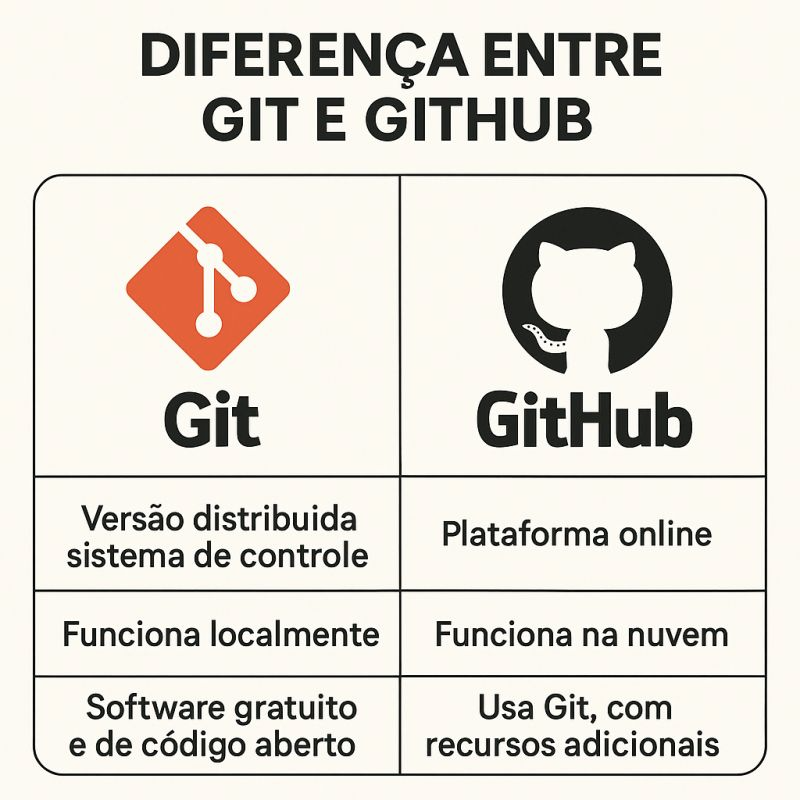 DIFERENÇA ENTRE
GIT E GITHUB
Git
GitHub
Versão distribuida
sistema de controle
Plataforma online
Funciona localmente
Funciona na nuvem
Software gratuito
e de código aberto
Usa Git, com
recursos adicionais